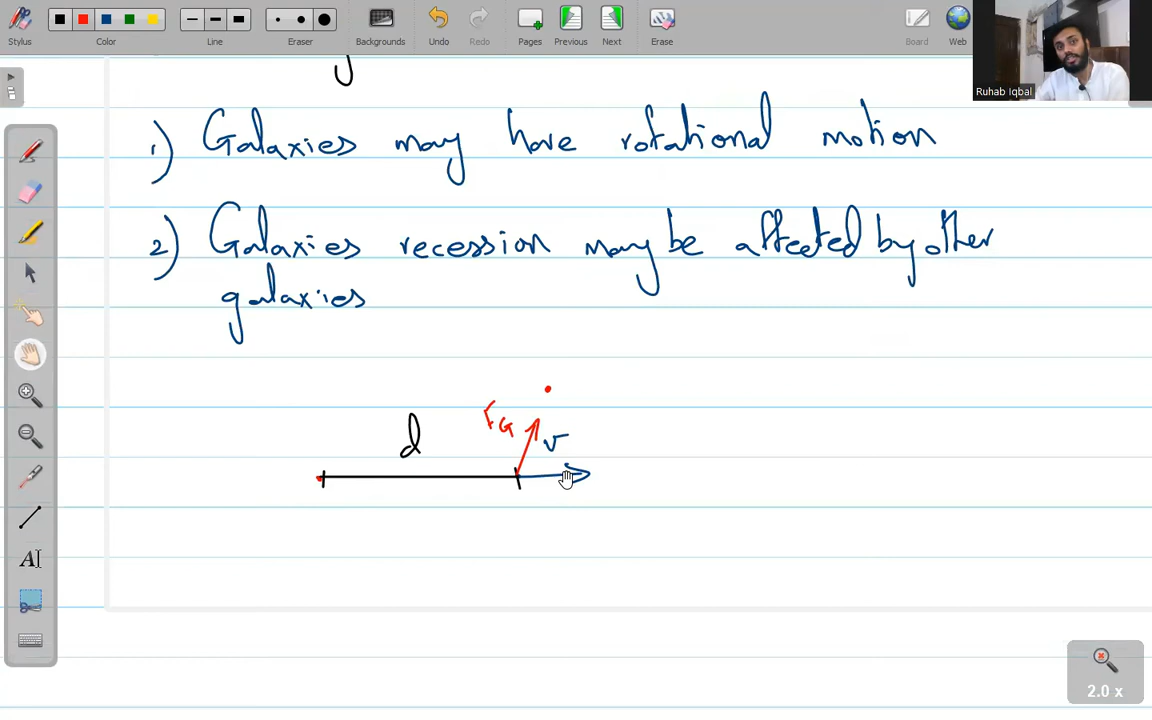 Stylus
Color
Line
Eraser
Backgrounds
Undo
Redo
Pages
Previous
Next
Erase
Board
Web
Ruhab Iqbal
1) Galaxies may have rotational motion
2) Galaxies recession may be affected by other
galaxies
d
FG
v
AI
2.0 x